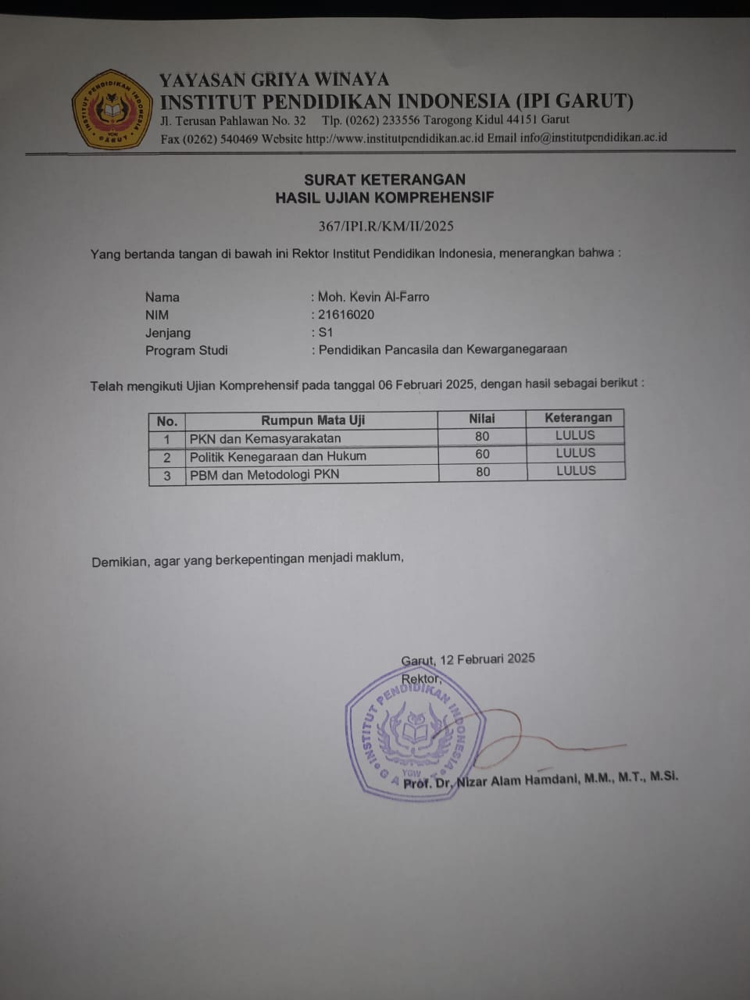 YAYASAN GRIYA WINAYA
INSTITUT PENDIDIKAN INDONESIA (IPI GARUT)
Jl. Terusan Pahlawan No. 32 Tlp. (0262) 233556 Tarogong Kidul 44151 Garut
Fax (0262) 540469 Website http://www.institutpendidikan.ac.id Email info@institutpendidikan.ac.id
INSTITUT PENDIDIKAN INDONESIA
YGW
GARUT
SURAT KETERANGAN
HASIL UJIAN KOMPREHENSIF
367/IPI.R/KM/II/2025
Yang bertanda tangan di bawah ini Rektor Institut Pendidikan Indonesia, menerangkan bahwa :
Nama : Moh. Kevin Al-Farro
NIM : 21616020
Jenjang : S1
Program Studi : Pendidikan Pancasila dan Kewarganegaraan
Telah mengikuti Ujian Komprehensif pada tanggal 06 Februari 2025, dengan hasil sebagai berikut :
No. Rumpun Mata Uji Nilai Keterangan
1 PKN dan Kemasyarakatan 80 LULUS
2 Politik Kenegaraan dan Hukum 60 LULUS
3 PBM dan Metodologi PKN 80 LULUS
Demikian, agar yang berkepentingan menjadi maklum,
Garut, 12 Februari 2025
Rektor,
INSTITUT PENDIDIKAN INDONESIA
YGW
Prof. Dr. Nizar Alam Hamdani, M.M., M.T., M.Si.